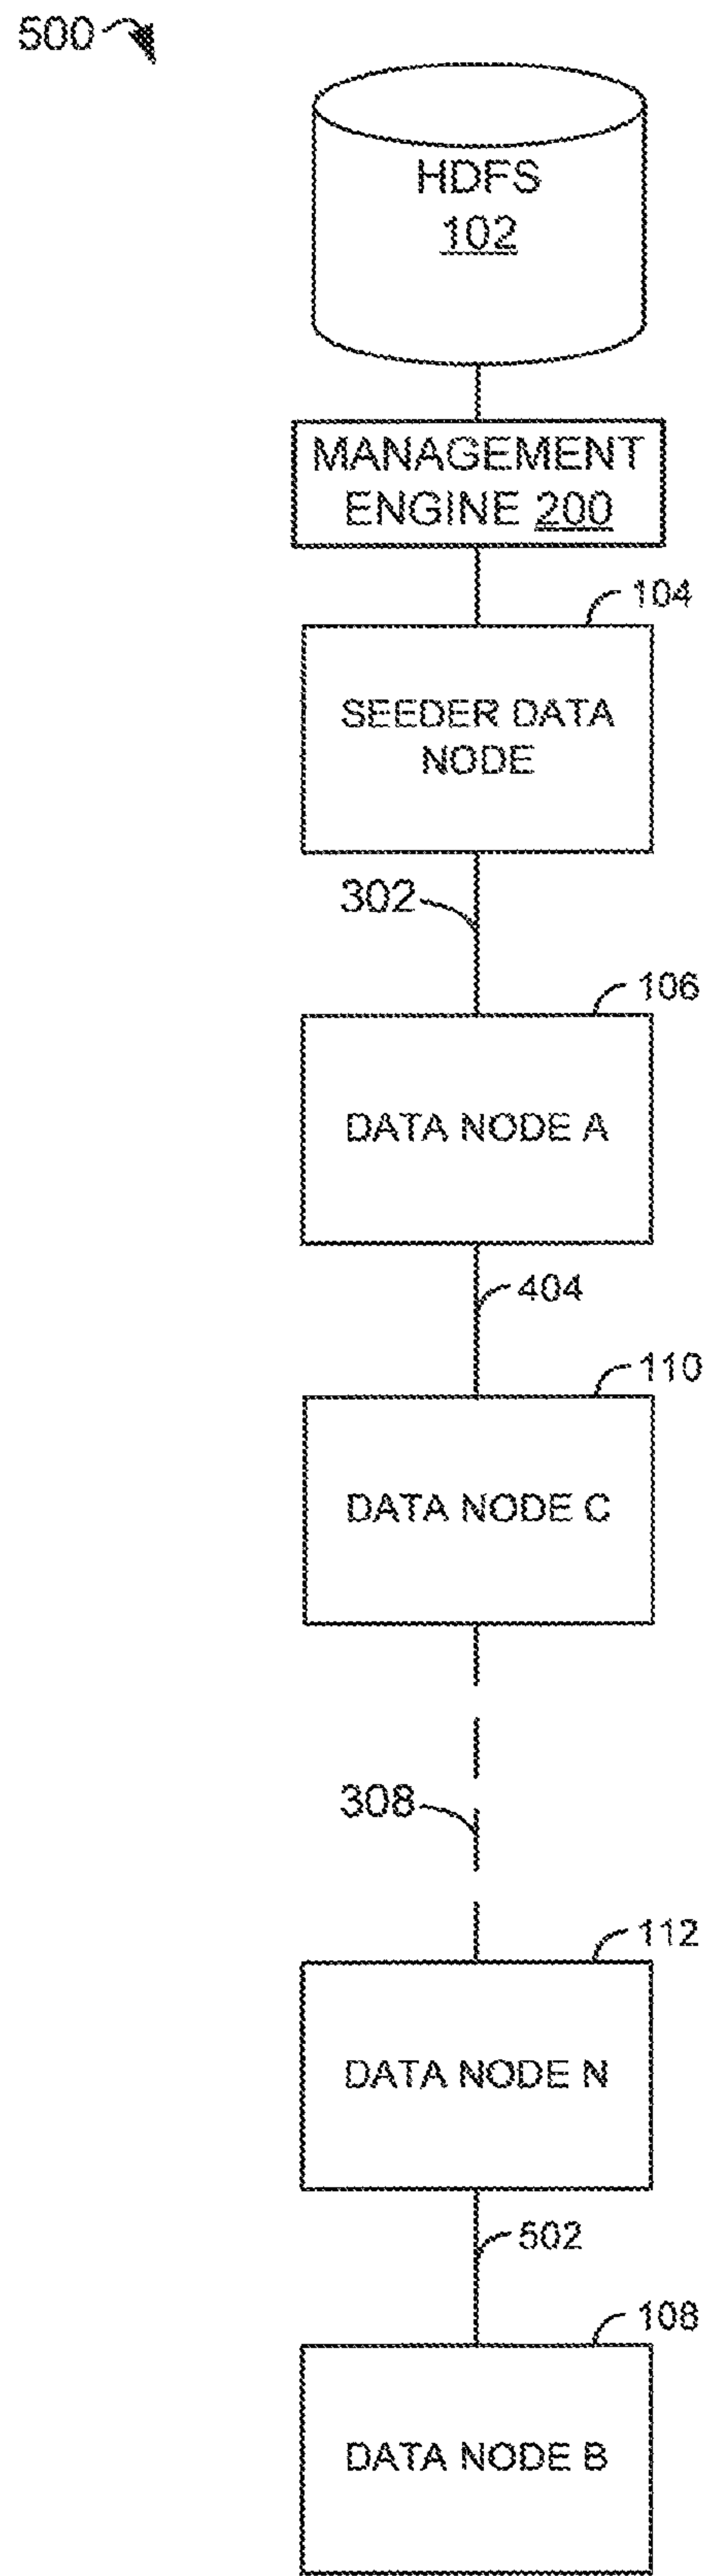 500
HDFS
102
MANAGEMENT
ENGINE 200
104
SEEDER DATA
NODE
302
106
DATA NODE A
404
110
DATA NODE C
308
112
DATA NODE N
502
108
DATA NODE B